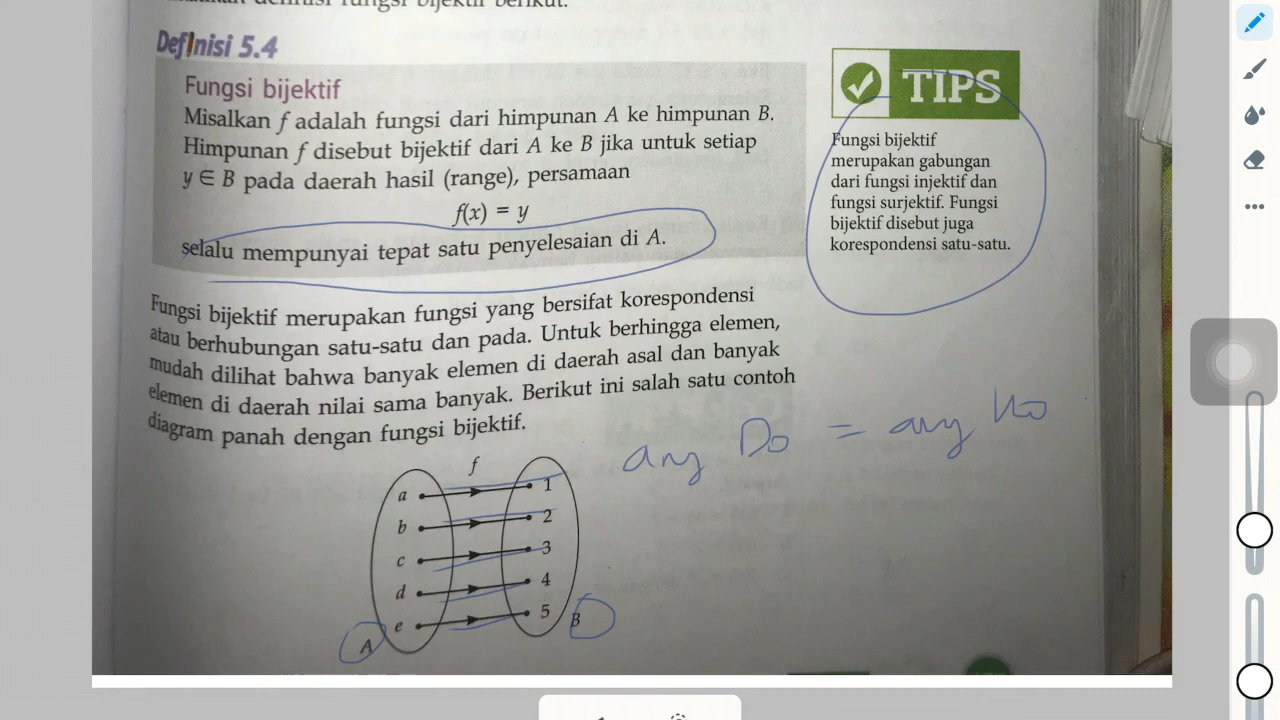 Definisi 5.4
Fungsi bijektif
Misalkan f adalah fungsi dari himpunan A ke himpunan B.
Himpunan f disebut bijektif dari A ke B jika untuk setiap
y ∈ B pada daerah hasil (range), persamaan
f(x) = y
selalu mempunyai tepat satu penyelesaian di A.
TIPS
Fungsi bijektif
merupakan gabungan
dari fungsi injektif dan
fungsi surjektif. Fungsi
bijektif disebut juga
korespondensi satu-satu.
Fungsi bijektif merupakan fungsi yang bersifat korespondensi
atau berhubungan satu-satu dan pada. Untuk berhingga elemen,
mudah dilihat bahwa banyak elemen di daerah asal dan banyak
elemen di daerah nilai sama banyak. Berikut ini salah satu contoh
diagram panah dengan fungsi bijektif.
ang Do = ang Ko
f
a 1
b 2
c 3
d 4
e 5
A B